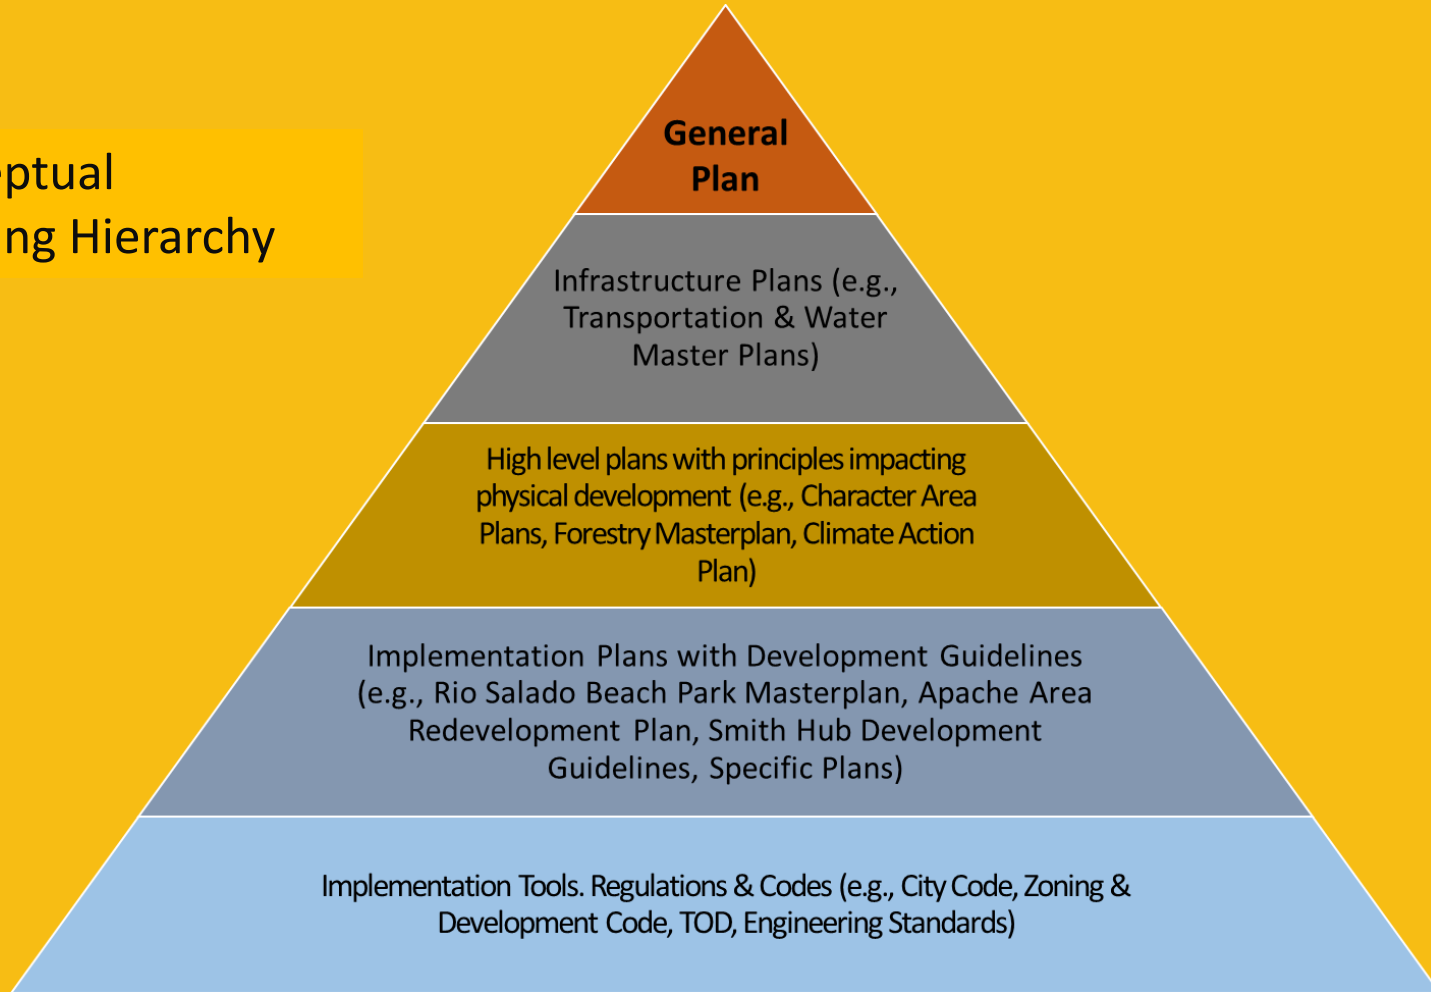 eptual
ng Hierarchy
General
Plan
Infrastructure Plans (e.g.,
Transportation & Water
Master Plans)
High level plans with principles impacting
physical development (e.g., Character Area
Plans, Forestry Masterplan, Climate Action
Plan)
Implementation Plans with Development Guidelines
(e.g., Rio Salado Beach Park Masterplan, Apache Area
Redevelopment Plan, Smith Hub Development
Guidelines, Specific Plans)
Implementation Tools. Regulations & Codes (e.g., City Code, Zoning &
Development Code, TOD, Engineering Standards)